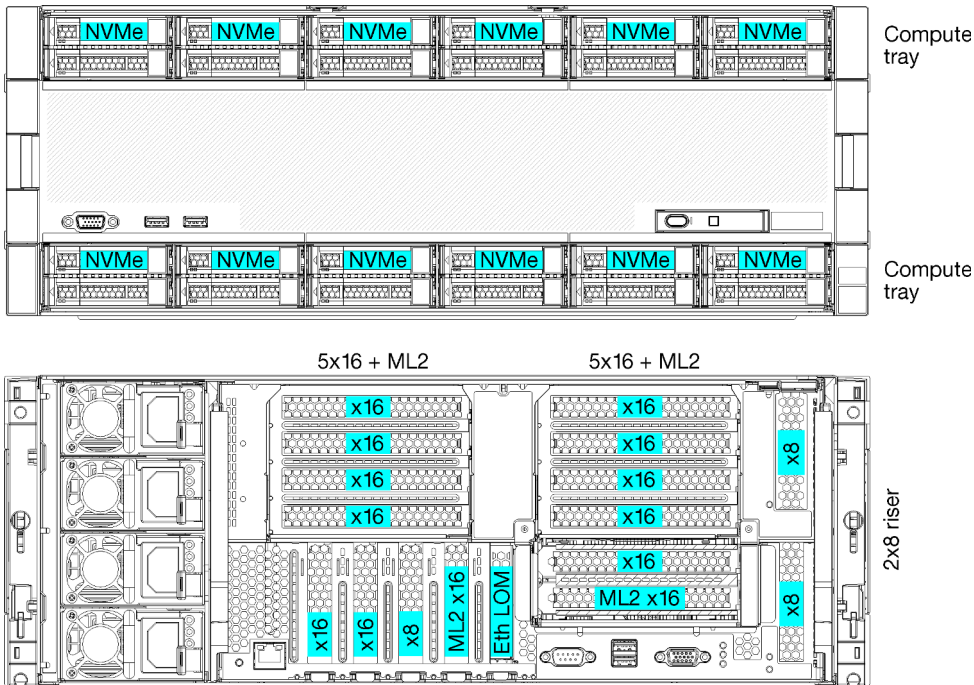 NVMe NVMe NVMe NVMe NVMe NVMe
Compute
tray
NVMe NVMe NVMe NVMe NVMe NVMe
Compute
tray
5x16 + ML2 5x16 + ML2
x16 x16
x16 x16
x16 x16
x16 x16
x8
2x8 riser
x16
x16
x8
ML2 x16
Eth LOM
x16
ML2 x16
x8